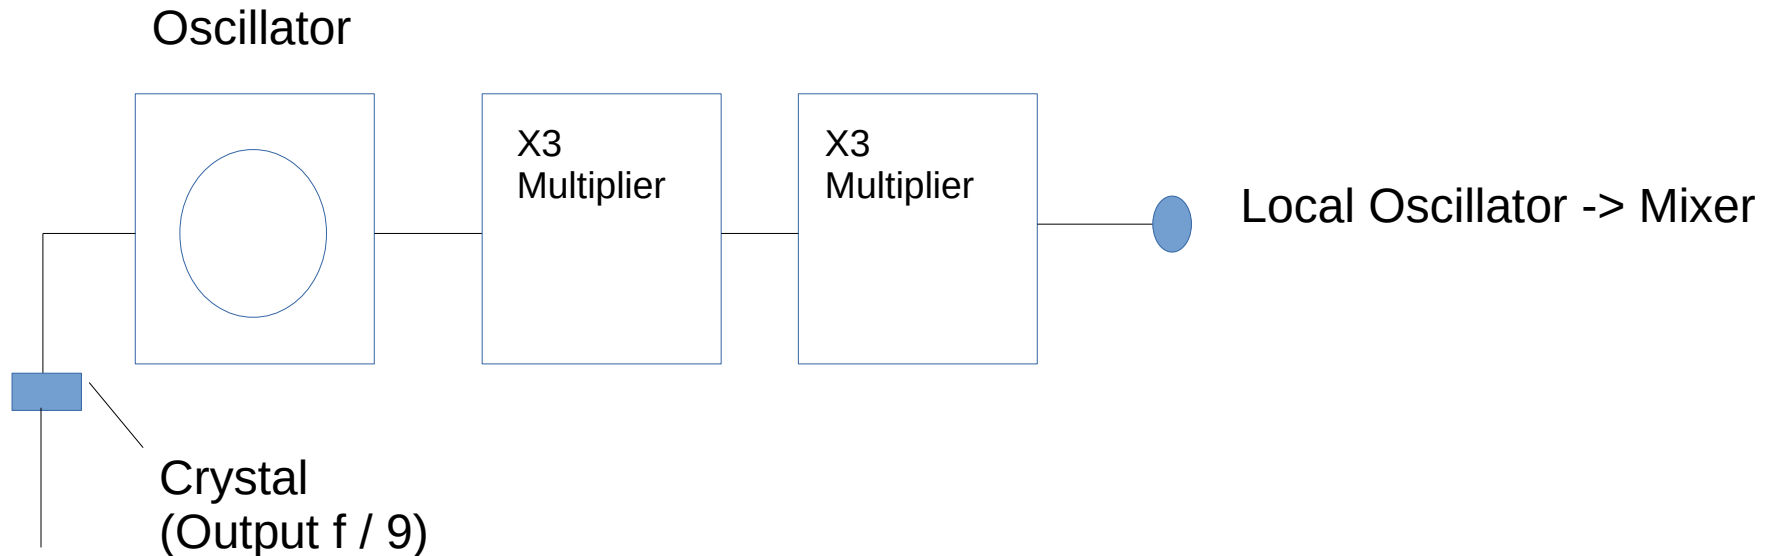 Oscillator
X3
Multiplier
X3
Multiplier
Local Oscillator -> Mixer
Crystal
(Output f / 9)